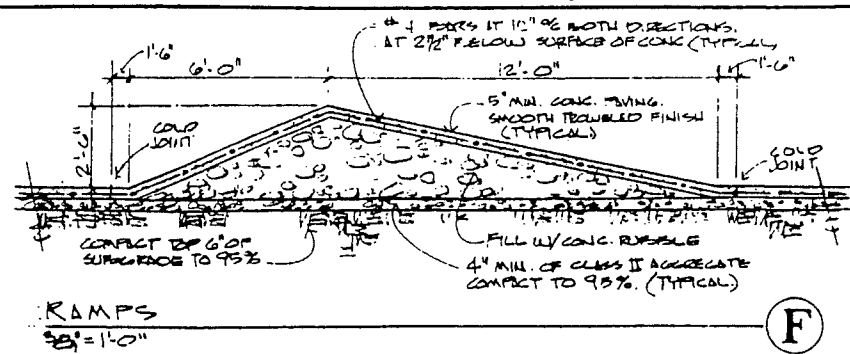 # 4 BARS AT 12" % BOTH DIRECTIONS.
AT 2½" BELOW SURFACE OF CONC (TYPICAL)
1'-6"
6'-0"
12'-0"
1'-6"
5" MIN. CONC. PAVING.
SMOOTH TROWELED FINISH
(TYPICAL)
COLD
JOINT
2'-6"
COLD
JOINT
COMPACT TOP 6" OF
SUBGRADE TO 95%
FILL W/ CONC. RUBBLE
4" MIN. OF CLASS II AGGREGATE
COMPACT TO 95%. (TYPICAL)
RAMPS
⅜" = 1'-0"
F